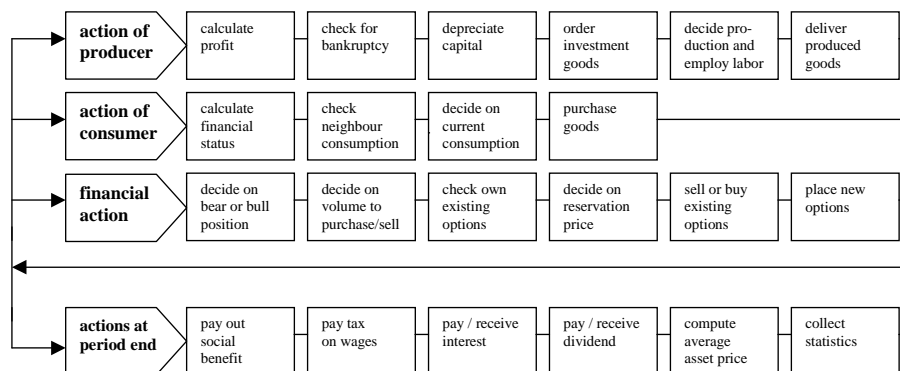 action of
producer
calculate
profit
check for
bankruptcy
depreciate
capital
order
investment
goods
decide pro-
duction and
employ labor
deliver
produced
goods
action of
consumer
calculate
financial
status
check
neighbour
consumption
decide on
current
consumption
purchase
goods
financial
action
decide on
bear or bull
position
decide on
volume to
purchase/sell
check own
existing
options
decide on
reservation
price
sell or buy
existing
options
place new
options
actions at
period end
pay out
social
benefit
pay tax
on wages
pay / receive
interest
pay / receive
dividend
compute
average
asset price
collect
statistics